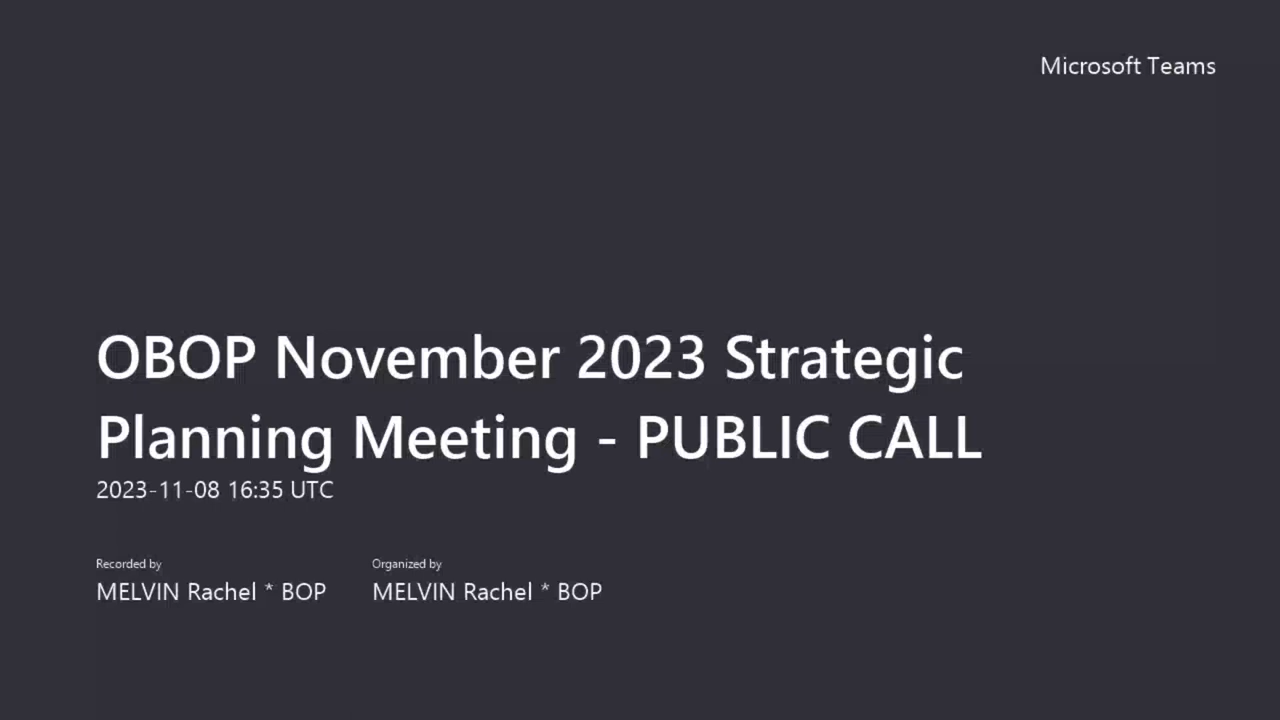 Microsoft Teams
OBOP November 2023 Strategic
Planning Meeting - PUBLIC CALL
2023-11-08 16:35 UTC
Recorded by
Organized by
MELVIN Rachel * BOP
MELVIN Rachel * BOP